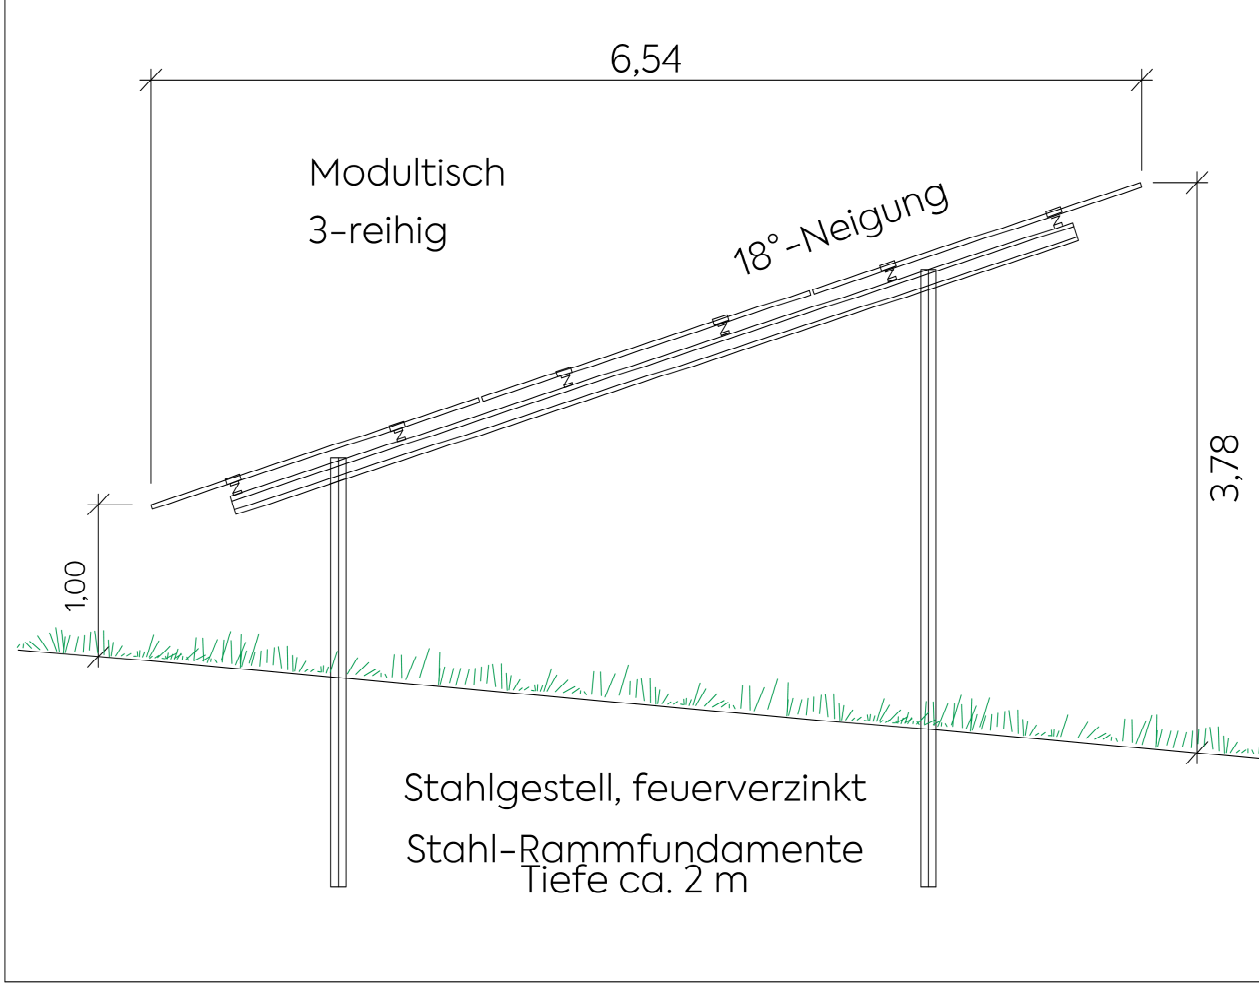 6,54
Modultisch
3-reihig
18°-Neigung
3,78
1,00
Stahlgestell, feuerverzinkt
Stahl-Rammfundamente
Tiefe ca. 2 m